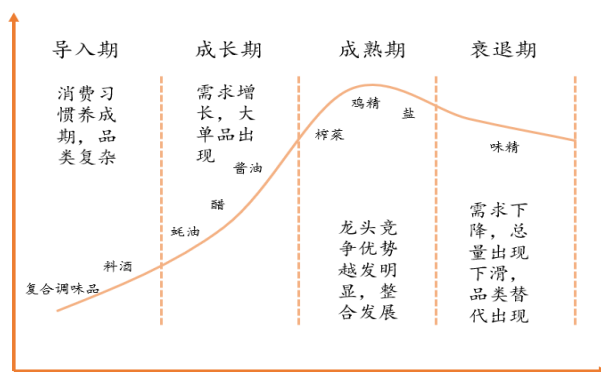 导入期
成长期
成熟期
衰退期
消费习
惯养成
期，品
类复杂
需求增
长，大
单品出
现
鸡精
盐
榨菜
味精
酱油
醋
蚝油
料酒
复合调味品
龙头竞
争优势
越发明
显，整
合发展
需求下
降，总
量出现
下滑，
品类替
代出现